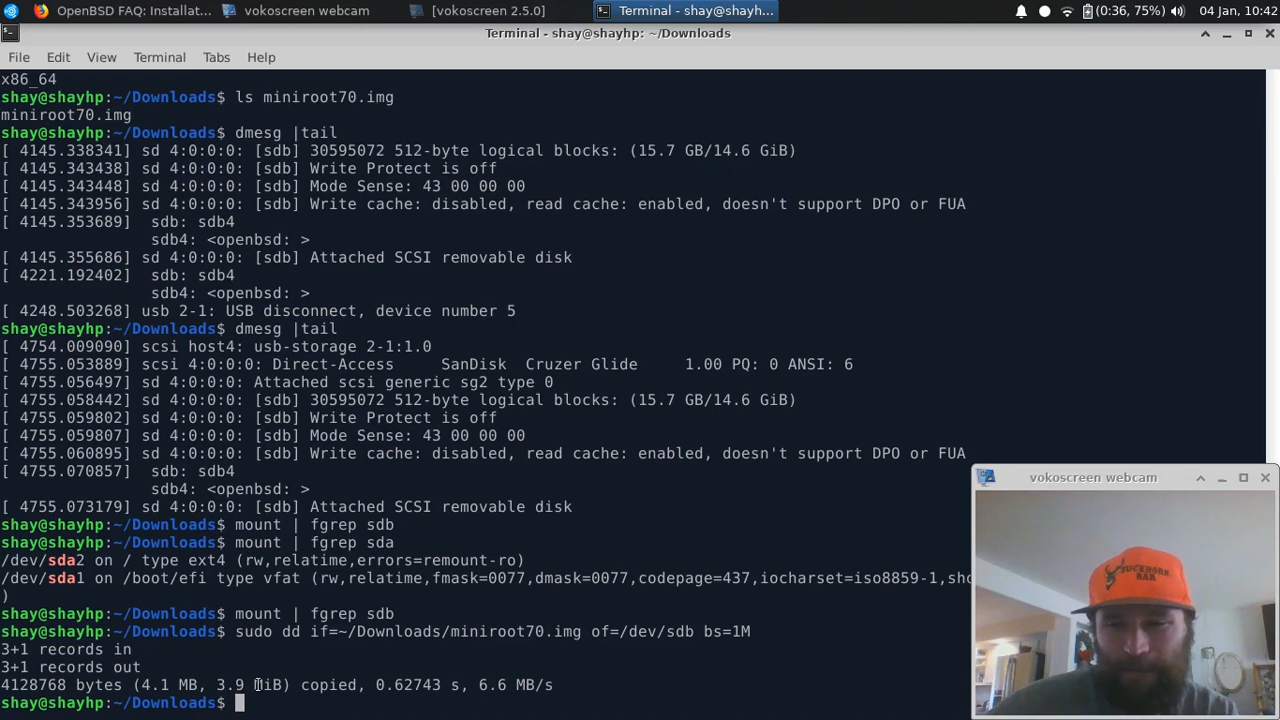 OpenBSD FAQ: Installat...
vokoscreen webcam
[vokoscreen 2.5.0]
Terminal - shay@shayh...
(0:36, 75%)
04 Jan, 10:42
Terminal - shay@shayhp: ~/Downloads
File Edit View Terminal Tabs Help
x86_64
shay@shayhp:~/Downloads$ ls miniroot70.img
miniroot70.img
shay@shayhp:~/Downloads$ dmesg |tail
[ 4145.338341] sd 4:0:0:0: [sdb] 30595072 512-byte logical blocks: (15.7 GB/14.6 GiB)
[ 4145.343438] sd 4:0:0:0: [sdb] Write Protect is off
[ 4145.343448] sd 4:0:0:0: [sdb] Mode Sense: 43 00 00 00
[ 4145.343956] sd 4:0:0:0: [sdb] Write cache: disabled, read cache: enabled, doesn't support DPO or FUA
[ 4145.353689]  sdb: sdb4
sdb4: <openbsd: >
[ 4145.355686] sd 4:0:0:0: [sdb] Attached SCSI removable disk
[ 4221.192402]  sdb: sdb4
sdb4: <openbsd: >
[ 4248.503268] usb 2-1: USB disconnect, device number 5
shay@shayhp:~/Downloads$ dmesg |tail
[ 4754.009090] scsi host4: usb-storage 2-1:1.0
[ 4755.053889] scsi 4:0:0:0: Direct-Access     SanDisk  Cruzer Glide     1.00 PQ: 0 ANSI: 6
[ 4755.056497] sd 4:0:0:0: Attached scsi generic sg2 type 0
[ 4755.058442] sd 4:0:0:0: [sdb] 30595072 512-byte logical blocks: (15.7 GB/14.6 GiB)
[ 4755.059802] sd 4:0:0:0: [sdb] Write Protect is off
[ 4755.059807] sd 4:0:0:0: [sdb] Mode Sense: 43 00 00 00
[ 4755.060895] sd 4:0:0:0: [sdb] Write cache: disabled, read cache: enabled, doesn't support DPO or FUA
[ 4755.070857]  sdb: sdb4
sdb4: <openbsd: >
[ 4755.073179] sd 4:0:0:0: [sdb] Attached SCSI removable disk
shay@shayhp:~/Downloads$ mount | fgrep sdb
shay@shayhp:~/Downloads$ mount | fgrep sda
/dev/sda2 on / type ext4 (rw,relatime,errors=remount-ro)
/dev/sda1 on /boot/efi type vfat (rw,relatime,fmask=0077,dmask=0077,codepage=437,iocharset=iso8859-1,sho
)
shay@shayhp:~/Downloads$ mount | fgrep sdb
shay@shayhp:~/Downloads$ sudo dd if=~/Downloads/miniroot70.img of=/dev/sdb bs=1M
3+1 records in
3+1 records out
4128768 bytes (4.1 MB, 3.9 MiB) copied, 0.62743 s, 6.6 MB/s
shay@shayhp:~/Downloads$
vokoscreen webcam
BUCKHORN
BAR